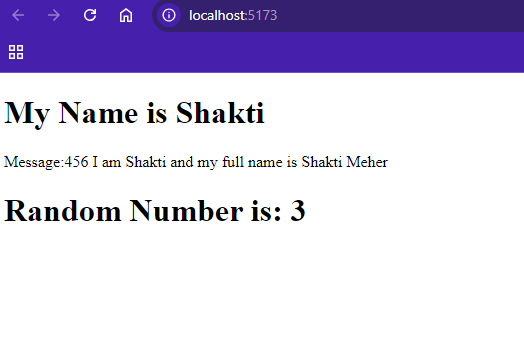 localhost:5173
My Name is Shakti
Message:456 I am Shakti and my full name is Shakti Meher
Random Number is: 3